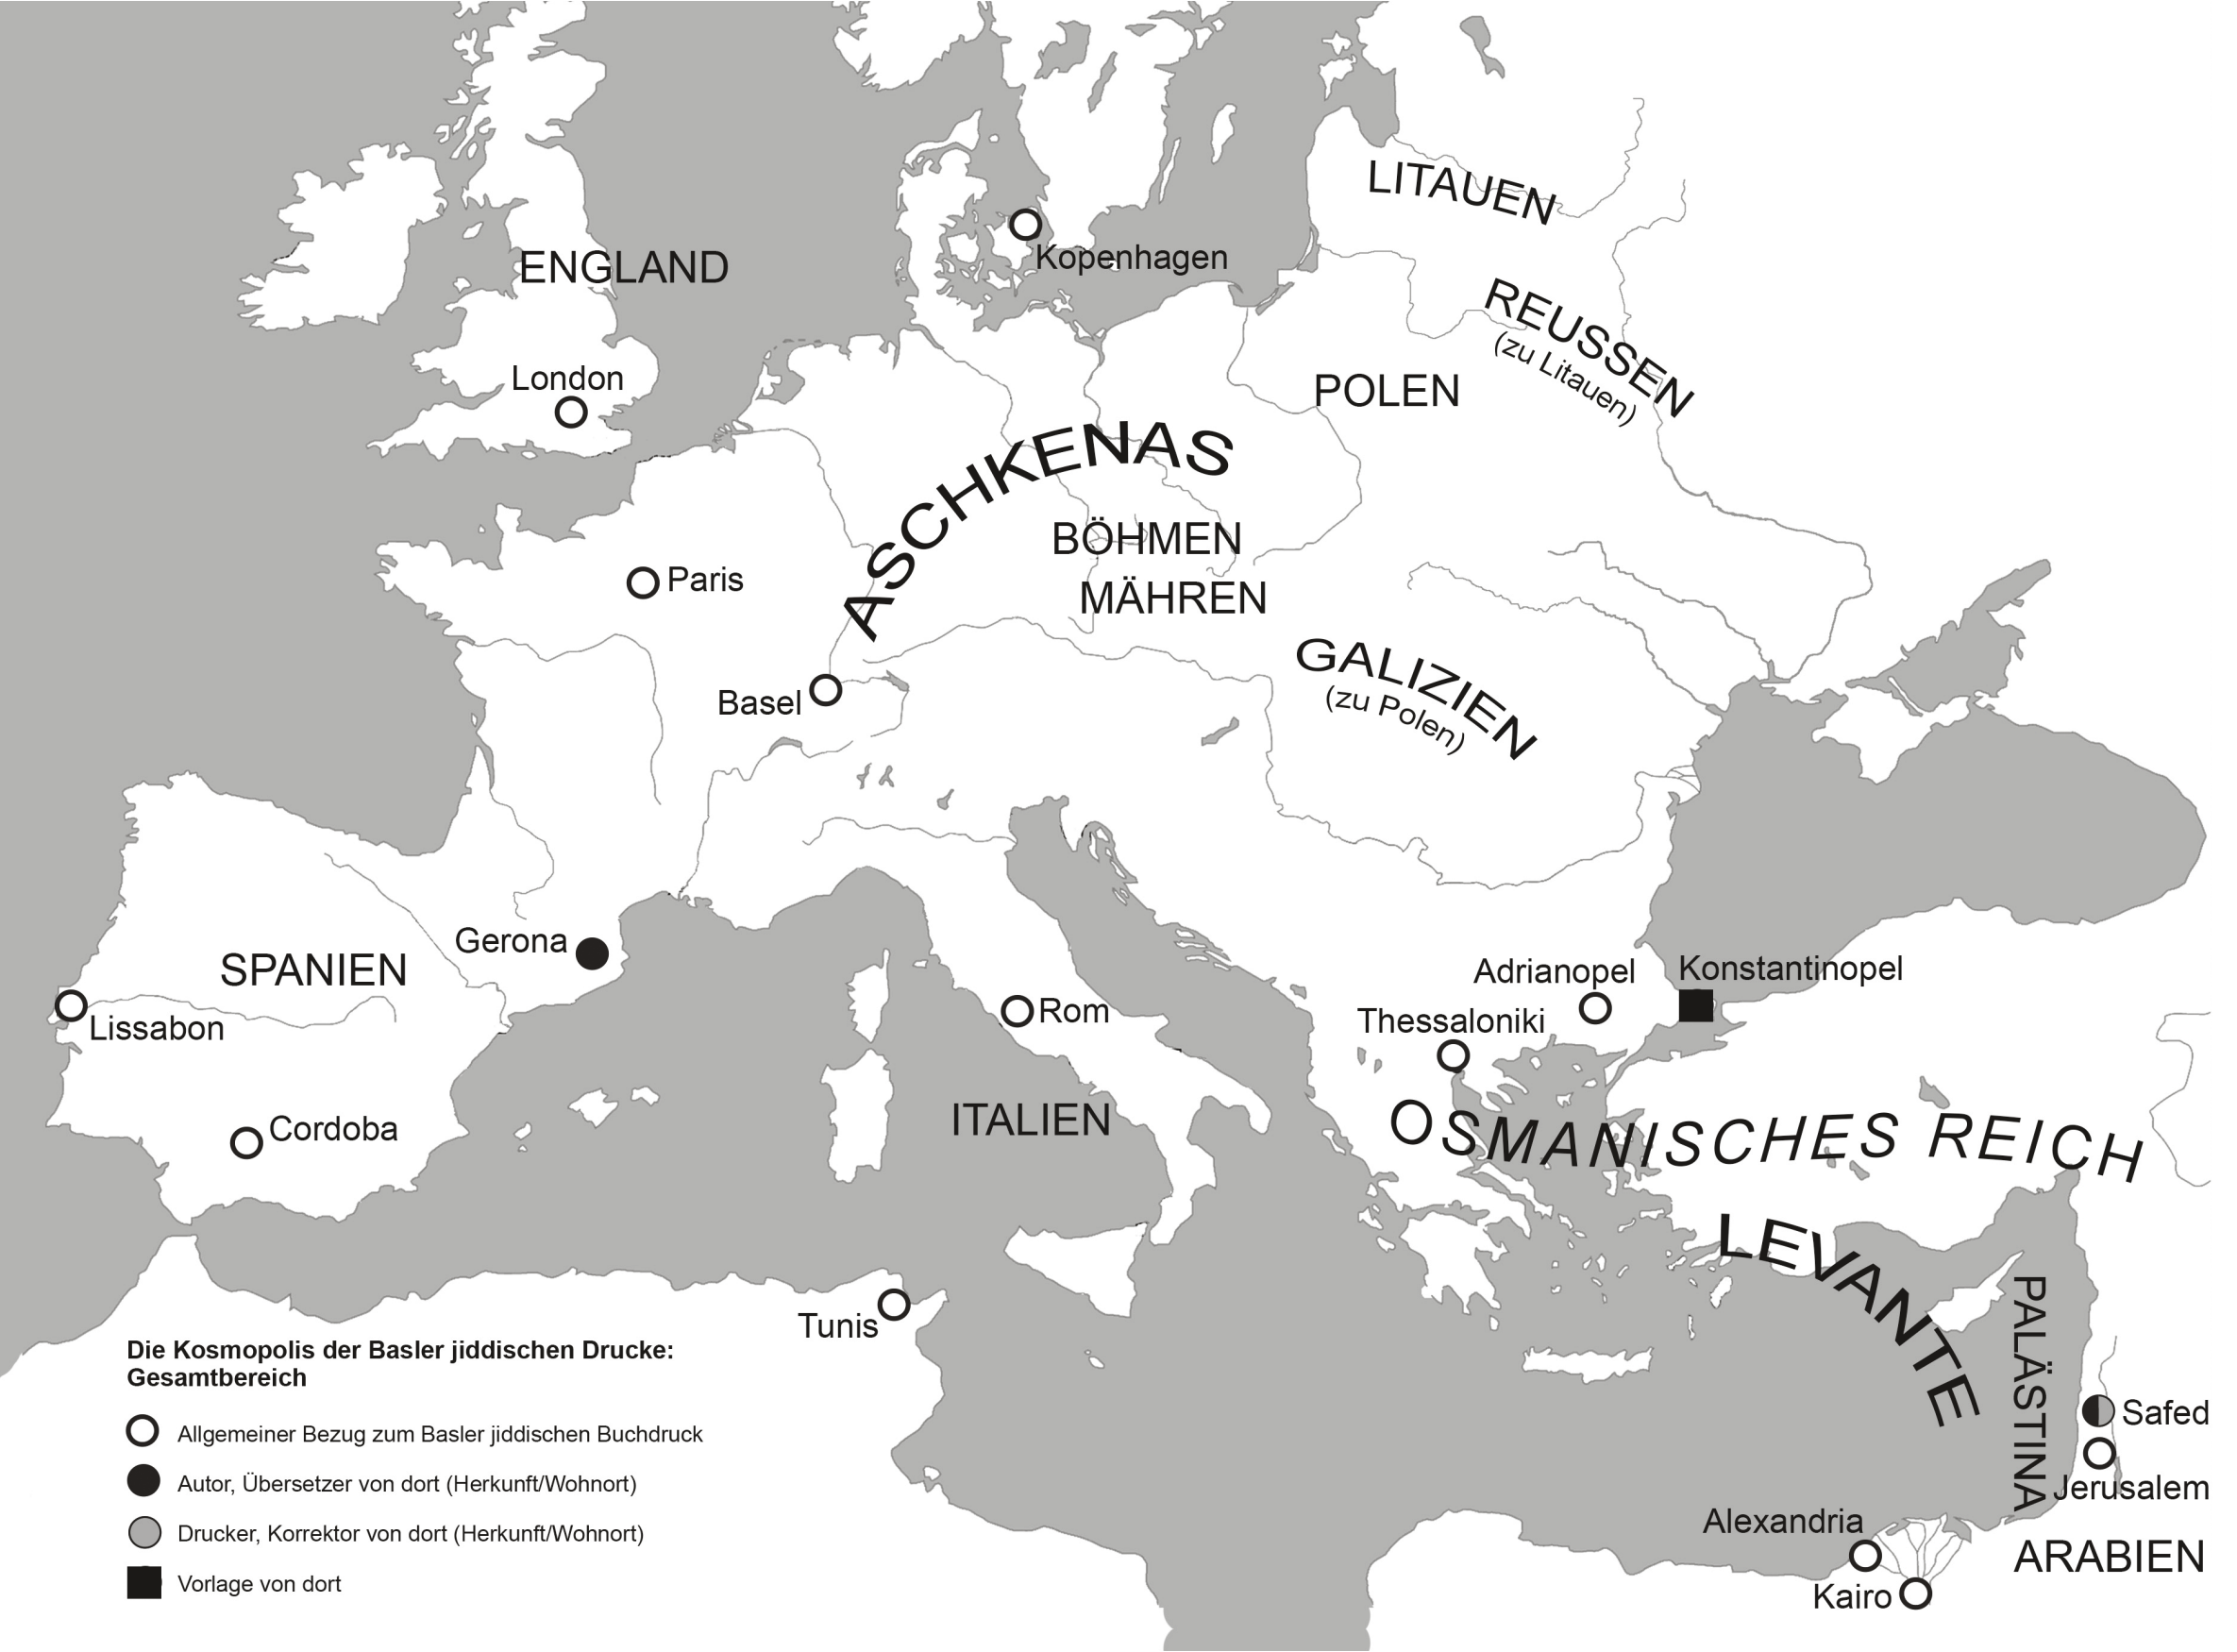 LITAUEN
ENGLAND
Kopenhagen
REUSSEN
(zu Litauen)
London
POLEN
ASCHKENAS
BÖHMEN
Paris
MÄHREN
GALIZIEN
(zu Polen)
Basel
Gerona
SPANIEN
Adrianopel
Konstantinopel
Lissabon
Rom
Thessaloniki
Cordoba
ITALIEN
OSMANISCHES REICH
LEVANTE
PALÄSTINA
Tunis
Safed
Jerusalem
Alexandria
ARABIEN
Kairo
Die Kosmopolis der Basler jiddischen Drucke:
Gesamtbereich
Allgemeiner Bezug zum Basler jiddischen Buchdruck
Autor, Übersetzer von dort (Herkunft/Wohnort)
Drucker, Korrektor von dort (Herkunft/Wohnort)
Vorlage von dort